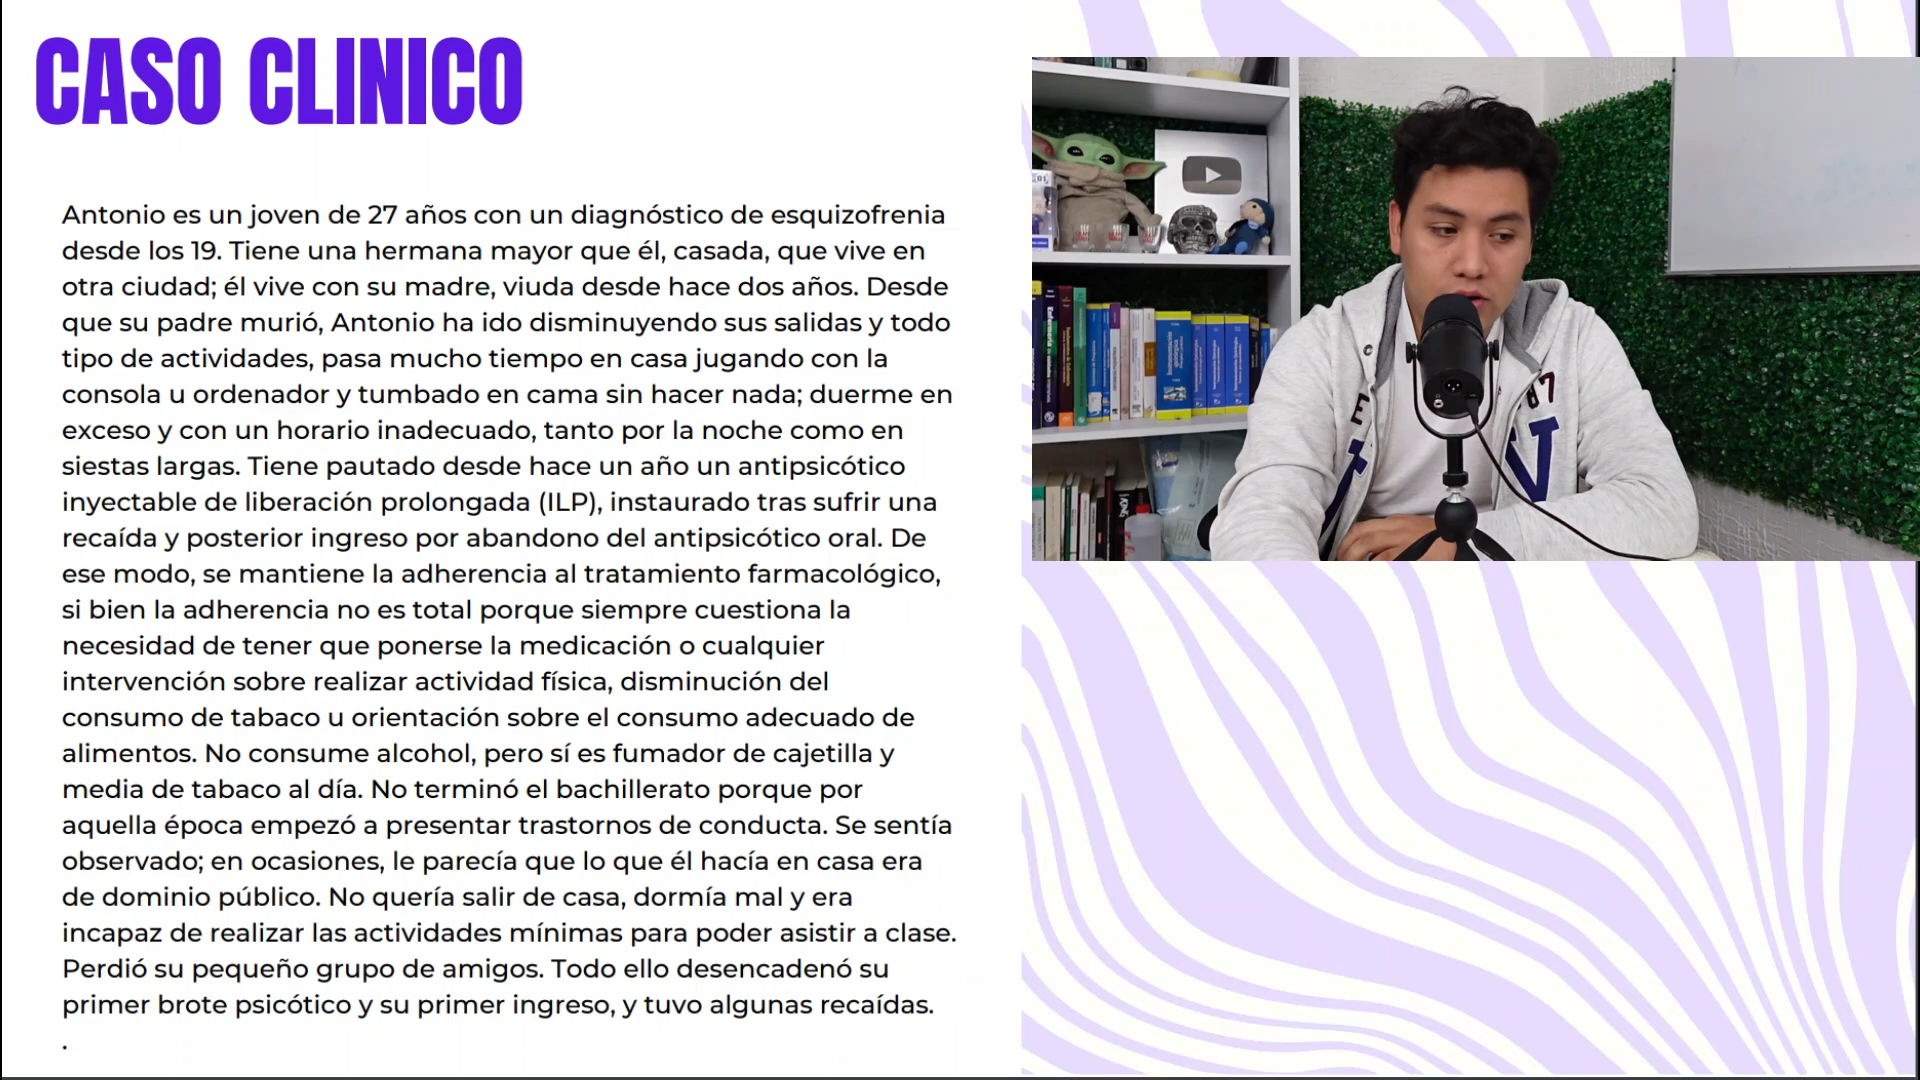 CASO CLINICO
Antonio es un joven de 27 años con un diagnóstico de esquizofrenia
desde los 19. Tiene una hermana mayor que él, casada, que vive en
otra ciudad; él vive con su madre, viuda desde hace dos años. Desde
que su padre murió, Antonio ha ido disminuyendo sus salidas y todo
tipo de actividades, pasa mucho tiempo en casa jugando con la
consola u ordenador y tumbado en cama sin hacer nada; duerme en
exceso y con un horario inadecuado, tanto por la noche como en
siestas largas. Tiene pautado desde hace un año un antipsicótico
inyectable de liberación prolongada (ILP), instaurado tras sufrir una
recaída y posterior ingreso por abandono del antipsicótico oral. De
ese modo, se mantiene la adherencia al tratamiento farmacológico,
si bien la adherencia no es total porque siempre cuestiona la
necesidad de tener que ponerse la medicación o cualquier
intervención sobre realizar actividad física, disminución del
consumo de tabaco u orientación sobre el consumo adecuado de
alimentos. No consume alcohol, pero sí es fumador de cajetilla y
media de tabaco al día. No terminó el bachillerato porque por
aquella época empezó a presentar trastornos de conducta. Se sentía
observado; en ocasiones, le parecía que lo que él hacía en casa era
de dominio público. No quería salir de casa, dormía mal y era
incapaz de realizar las actividades mínimas para poder asistir a clase.
Perdió su pequeño grupo de amigos. Todo ello desencadenó su
primer brote psicótico y su primer ingreso, y tuvo algunas recaídas.
.